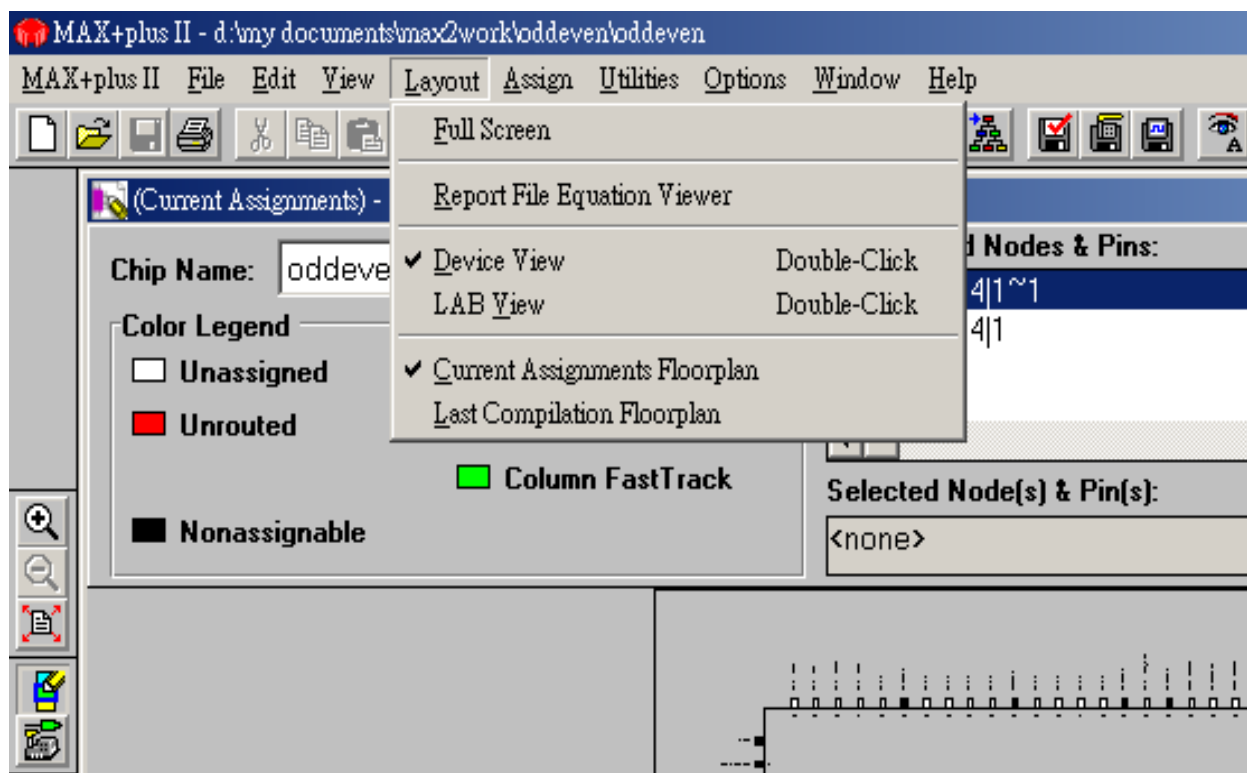 MAX+plus II - d:\my documents\max2work\oddeven\oddeven
MAX+plus II File Edit View Layout Assign Utilities Options Window Help
Full Screen
Report File Equation Viewer
Device View Double-Click
LAB View Double-Click
Current Assignments Floorplan
Last Compilation Floorplan
A
(Current Assignments) -
Chip Name: oddeve
Color Legend
Unassigned
Unrouted
Column FastTrack
Nonassignable
d Nodes & Pins:
4|1~1
4|1
Selected Node(s) & Pin(s):
<none>